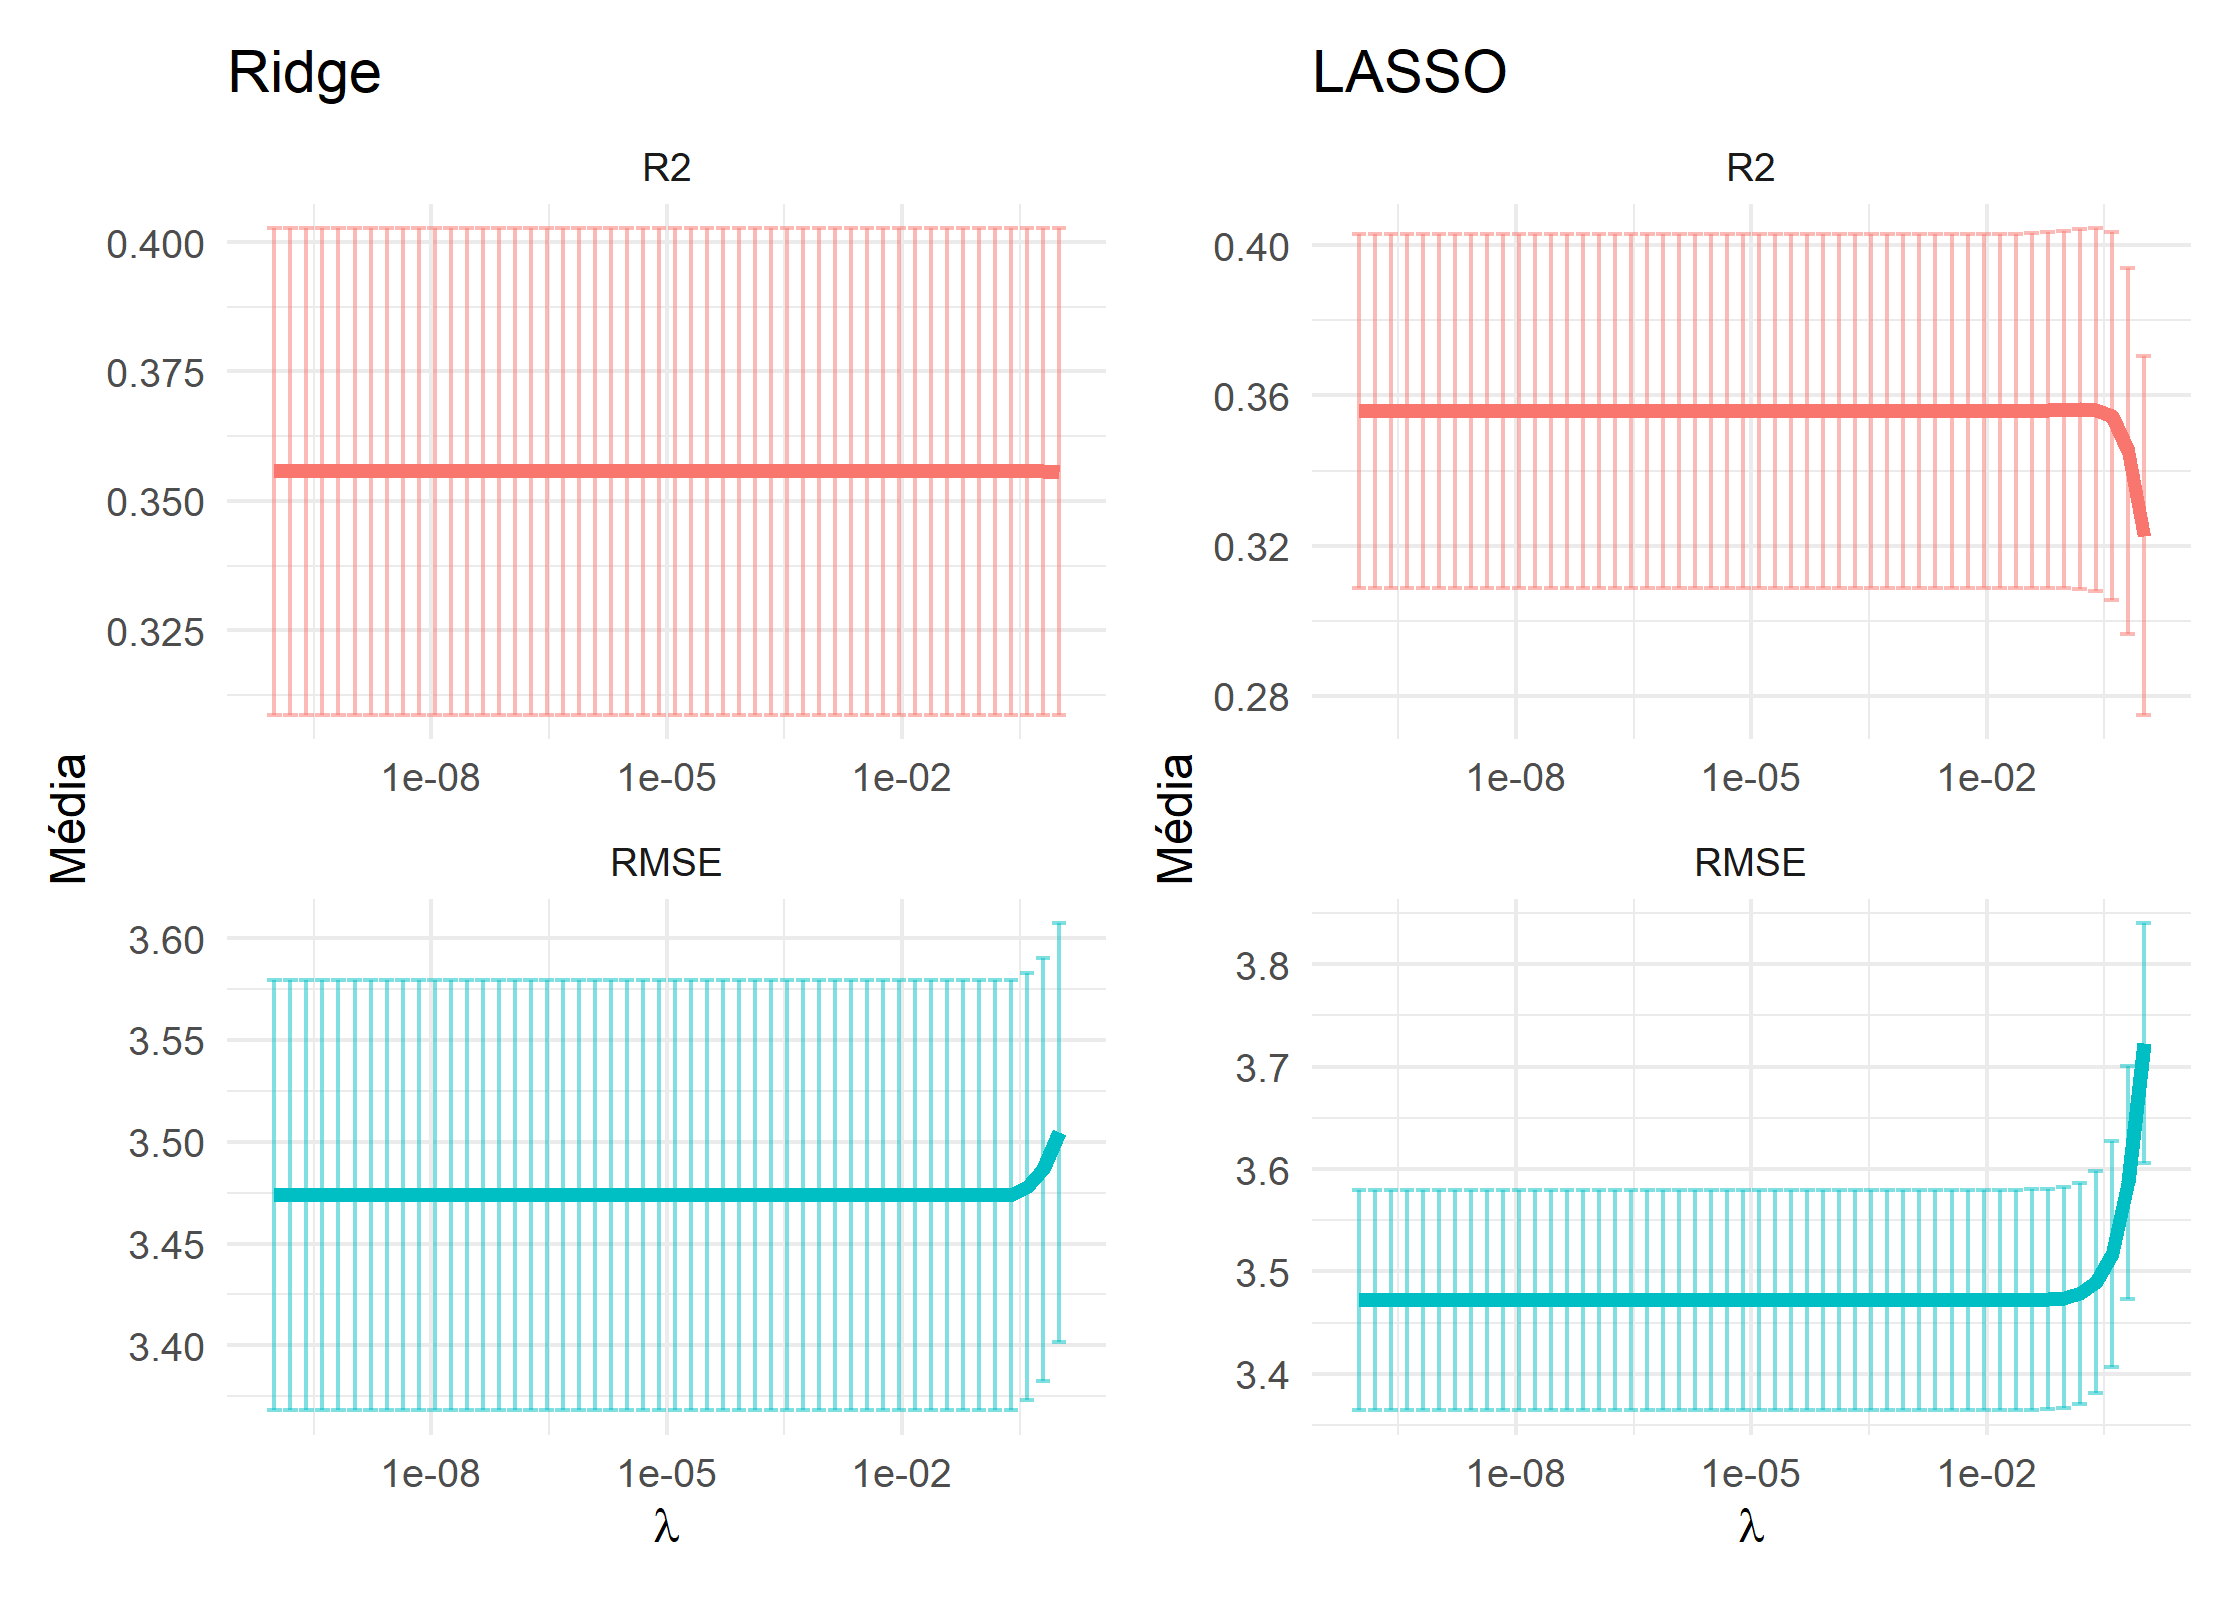 Ridge
R2
0.400
0.375
0.350
0.325
1e-08 1e-05 1e-02
Média
RMSE
3.60
3.55
3.50
3.45
3.40
1e-08 1e-05 1e-02
λ
LASSO
R2
0.40
0.36
0.32
0.28
1e-08 1e-05 1e-02
Média
RMSE
3.8
3.7
3.6
3.5
3.4
1e-08 1e-05 1e-02
λ